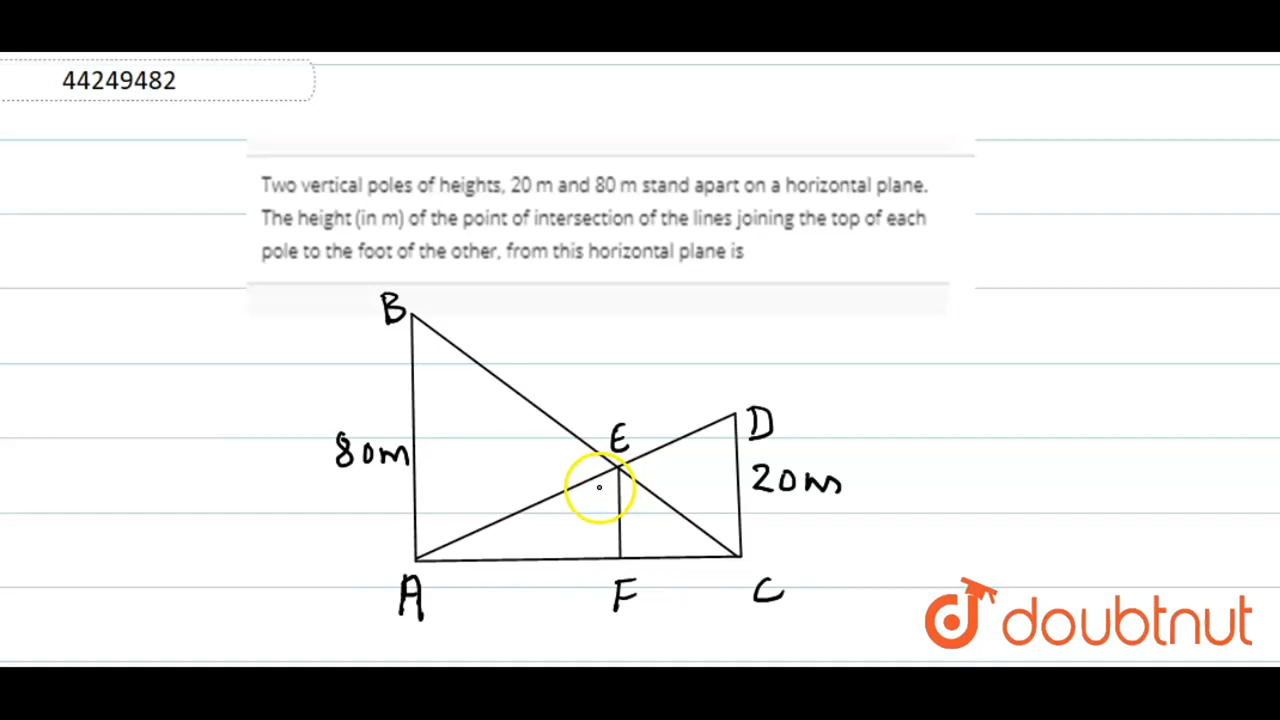 44249482
Two vertical poles of heights, 20 m and 80 m stand apart on a horizontal plane.
The height (in m) of the point of intersection of the lines joining the top of each
pole to the foot of the other, from this horizontal plane is
B
E
D
80m
20m
A
F
C
doubtnut